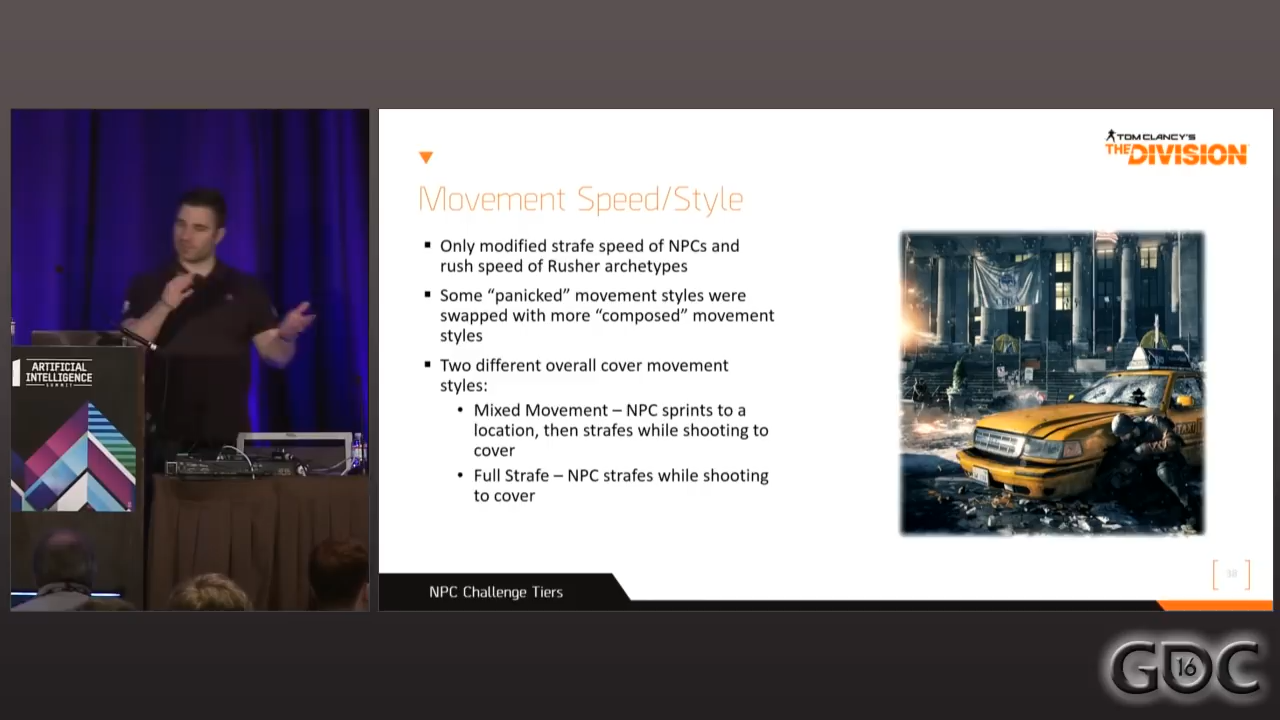 TOM CLANCY'S
THE DIVISION
Movement Speed/Style
▪ Only modified strafe speed of NPCs and
rush speed of Rusher archetypes
▪ Some “panicked” movement styles were
swapped with more “composed” movement
styles
▪ Two different overall cover movement
styles:
• Mixed Movement – NPC sprints to a
location, then strafes while shooting to
cover
• Full Strafe – NPC strafes while shooting
to cover
NPC Challenge Tiers
38
ARTIFICIAL
INTELLIGENCE
SUMMIT
GDC
16